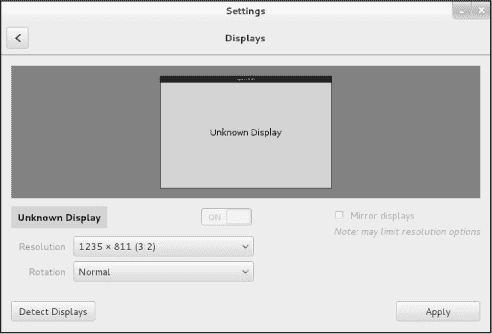 Settings
Displays
Unknown Display
Unknown Display
ON
Mirror displays
Note: may limit resolution options
Resolution
1235 × 811 (3 2)
Rotation
Normal
Detect Displays
Apply